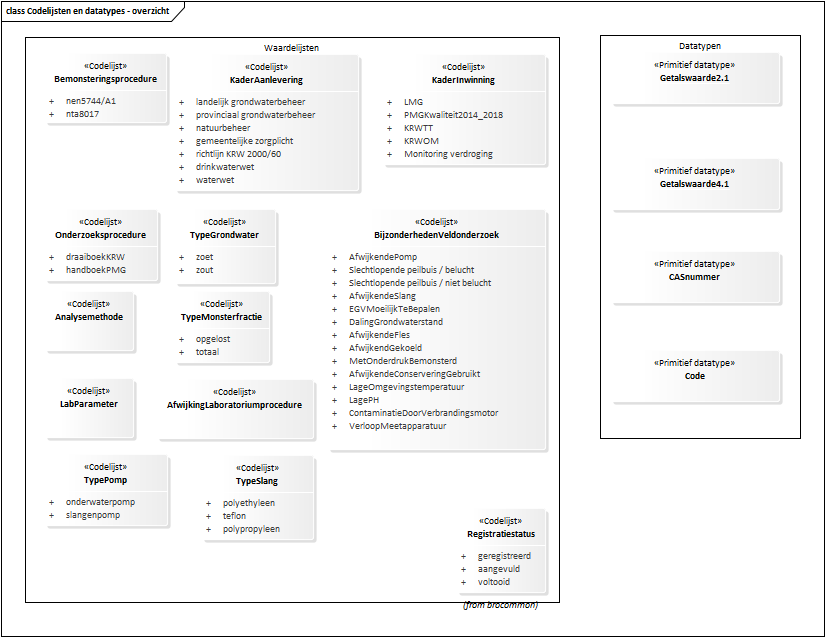 class Codelijsten en datatypes - overzicht
Waardelijsten
«Codelijst»
Bemonsteringsprocedure
+ nen5744/A1
+ nta8017
«Codelijst»
KaderAanlevering
+ landelijk grondwaterbeheer
+ provinciaal grondwaterbeheer
+ natuurbeheer
+ gemeentelijke zorgplicht
+ richtlijn KRW 2000/60
+ drinkwaterwet
+ waterwet
«Codelijst»
KaderInwinning
+ LMG
+ PMGKwaliteit2014_2018
+ KRWTT
+ KRWOM
+ Monitoring verdroging
«Codelijst»
Onderzoeksprocedure
+ draaiboekKRW
+ handboekPMG
«Codelijst»
TypeGrondwater
+ zoet
+ zout
«Codelijst»
BijzonderhedenVeldonderzoek
+ AfwijkendePomp
+ Slechtlopende peilbuis / belucht
+ Slechtlopende peilbuis / niet belucht
+ AfwijkendeSlang
+ EGVMoeilijkTeBepalen
+ DalingGrondwaterstand
+ AfwijkendeFles
+ AfwijkendGekoeld
+ MetOnderdrukBemonsterd
+ AfwijkendeConserveringGebruikt
+ LageOmgevingstemperatuur
+ LagePH
+ ContaminatieDoorVerbrandingsmotor
+ VerloopMeetapparatuur
«Codelijst»
Analysemethode
«Codelijst»
TypeMonsterfractie
+ opgelost
+ totaal
«Codelijst»
LabParameter
«Codelijst»
AfwijkingLaboratoriumprocedure
«Codelijst»
TypePomp
+ onderwaterpomp
+ slangenpomp
«Codelijst»
TypeSlang
+ polyethyleen
+ teflon
+ polypropyleen
«Codelijst»
Registratiestatus
+ geregistreerd
+ aangevuld
+ voltooid
(from brocommon)
Datatypen
«Primitief datatype»
Getalswaarde2.1
«Primitief datatype»
Getalswaarde4.1
«Primitief datatype»
CASnummer
«Primitief datatype»
Code